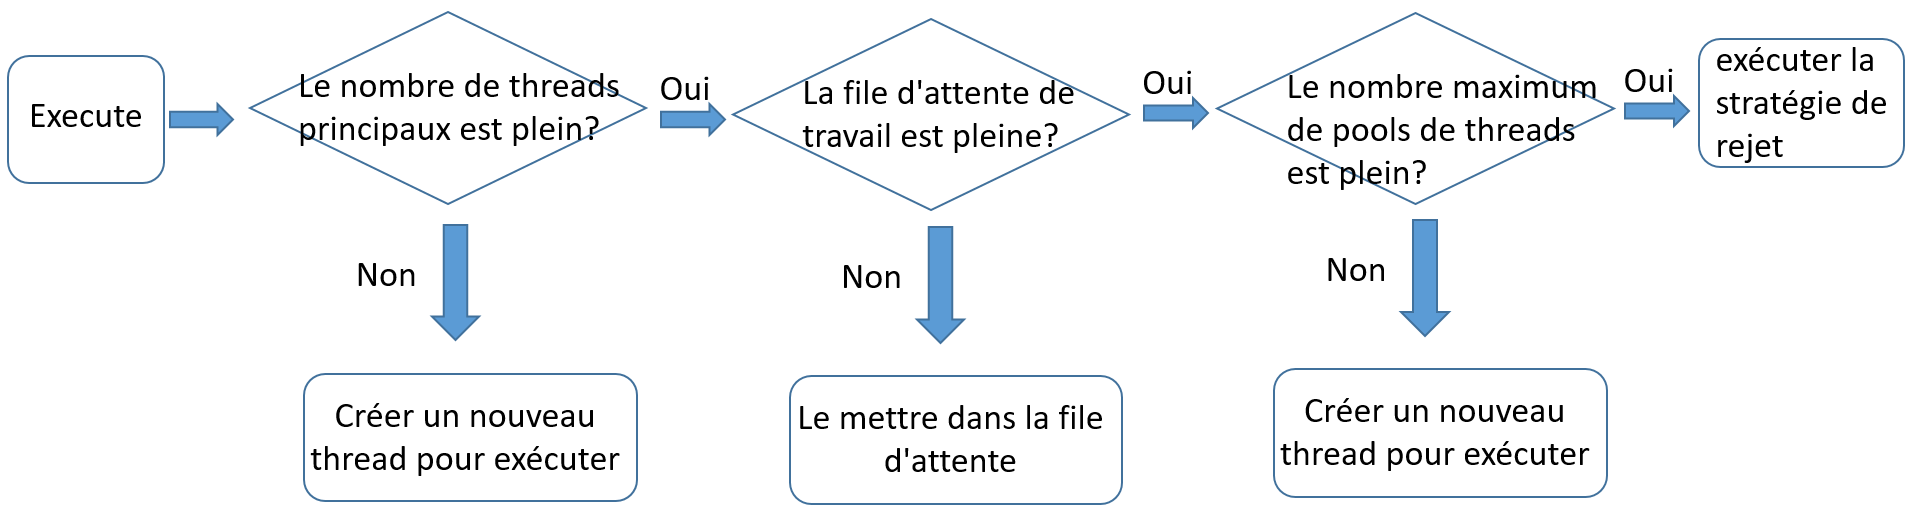 Execute
Le nombre de threads
principaux est plein?
Oui
La file d'attente de
travail est pleine?
Oui
Le nombre maximum
de pools de threads
est plein?
Oui
exécuter la
stratégie de
rejet
Non
Non
Non
Créer un nouveau
thread pour exécuter
Le mettre dans la file
d'attente
Créer un nouveau
thread pour exécuter